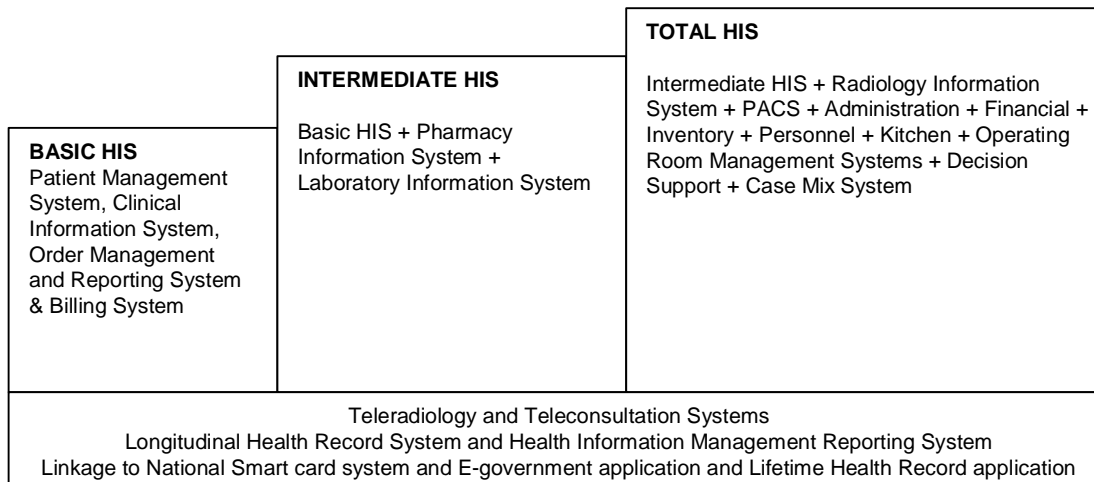 BASIC HIS
Patient Management
System, Clinical
Information System,
Order Management
and Reporting System
& Billing System
INTERMEDIATE HIS
Basic HIS + Pharmacy
Information System +
Laboratory Information System
TOTAL HIS
Intermediate HIS + Radiology Information
System + PACS + Administration + Financial +
Inventory + Personnel + Kitchen + Operating
Room Management Systems + Decision
Support + Case Mix System
Teleradiology and Teleconsultation Systems
Longitudinal Health Record System and Health Information Management Reporting System
Linkage to National Smart card system and E-government application and Lifetime Health Record application